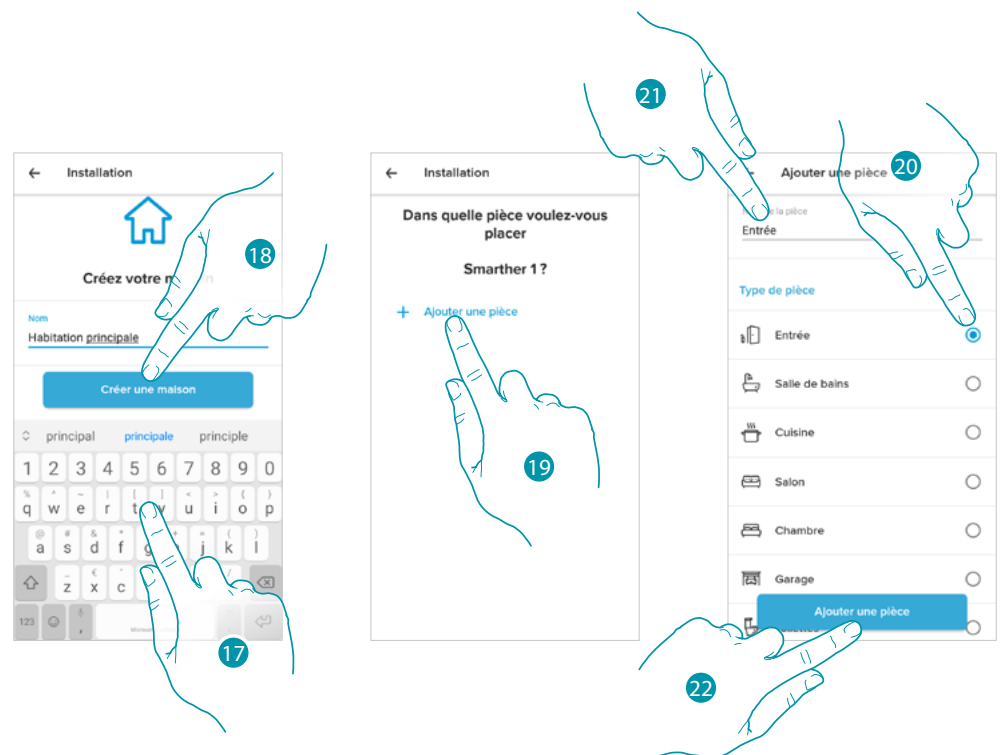 ← Installation
Créez votre m n
Nom
Habitation principale
Créer une maison
principal principale principle
1 2 3 4 5 6 7 8 9 0
% ^ ~ | [ ] < > { }
q w e r t y u i o p
@ # & * + = ( )
a s d f g j k l
_ € /
z x c
123 ,
18
17
← Installation
Dans quelle pièce voulez-vous
placer
Smarther 1 ?
+ Ajouter une pièce
19
21
20
Ajouter une pièce
de la pièce
Entrée
Type de pièce
Entrée
Salle de bains
Cuisine
Salon
Chambre
Garage
Ajouter une pièce
22